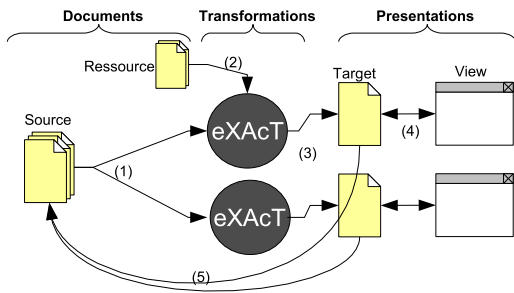 Documents Transformations Presentations
Ressource
(2)
Target
View
Source
eXAcT
(1)
(3)
(4)
eXAcT
(5)